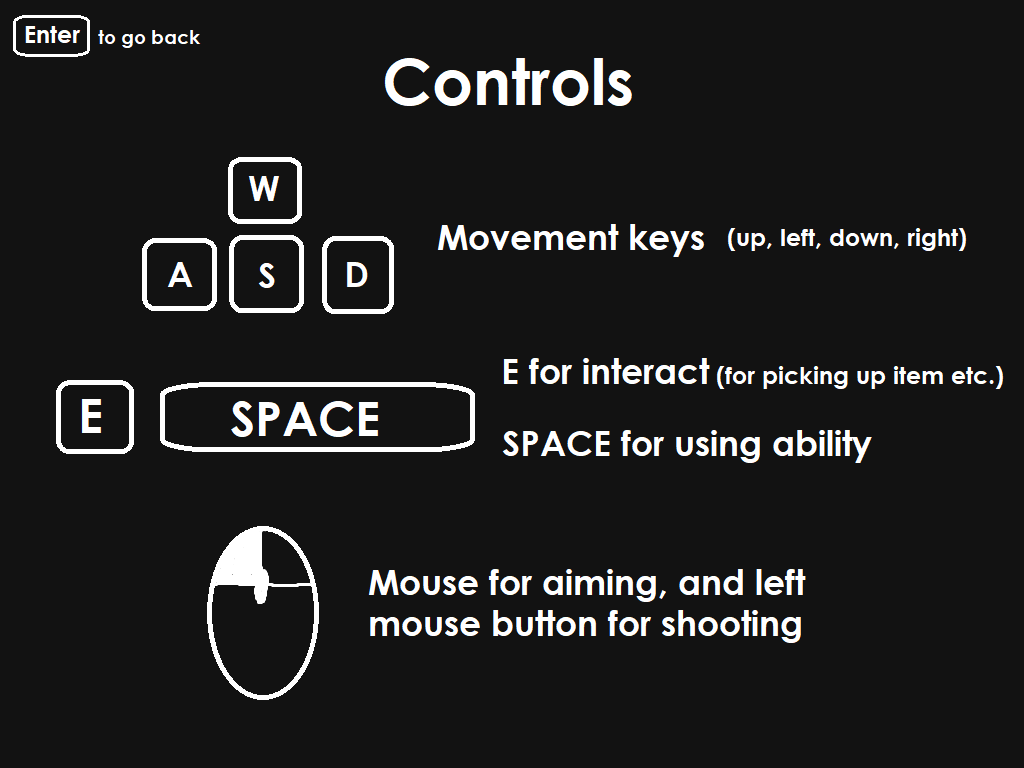 Enter to go back
Controls
W
A S D
Movement keys (up, left, down, right)
E SPACE
E for interact (for picking up item etc.)
SPACE for using ability
Mouse for aiming, and left
mouse button for shooting